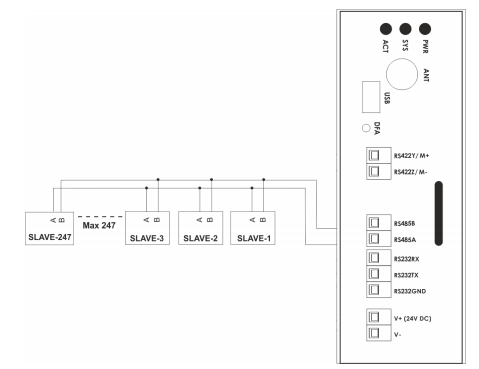 ACT
SYS
PWR
ANT
USB
DFA
RS422Y/ M+
RS422Z/ M-
RS485B
RS485A
RS232RX
RS232TX
RS232GND
V+ (24V DC)
V-
A B
SLAVE-247
Max 247
A B
SLAVE-3
A B
SLAVE-2
A B
SLAVE-1